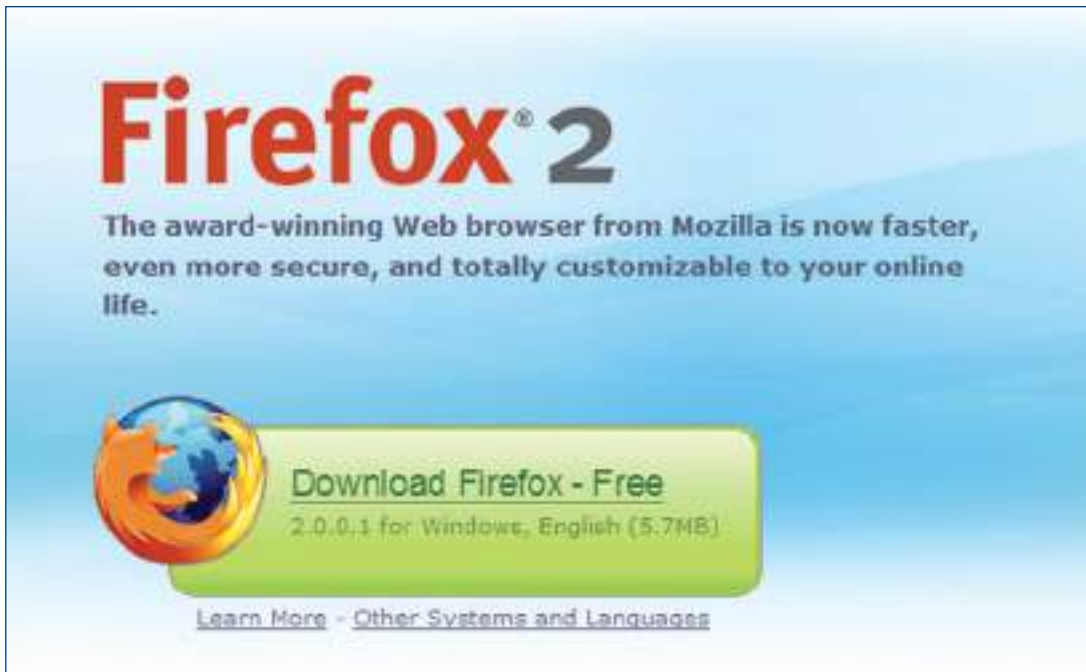 Firefox® 2
The award-winning Web browser from Mozilla is now faster,
even more secure, and totally customizable to your online
life.
Download Firefox - Free
2.0.0.1 for Windows, English (5.7MB)
Learn More - Other Systems and Languages